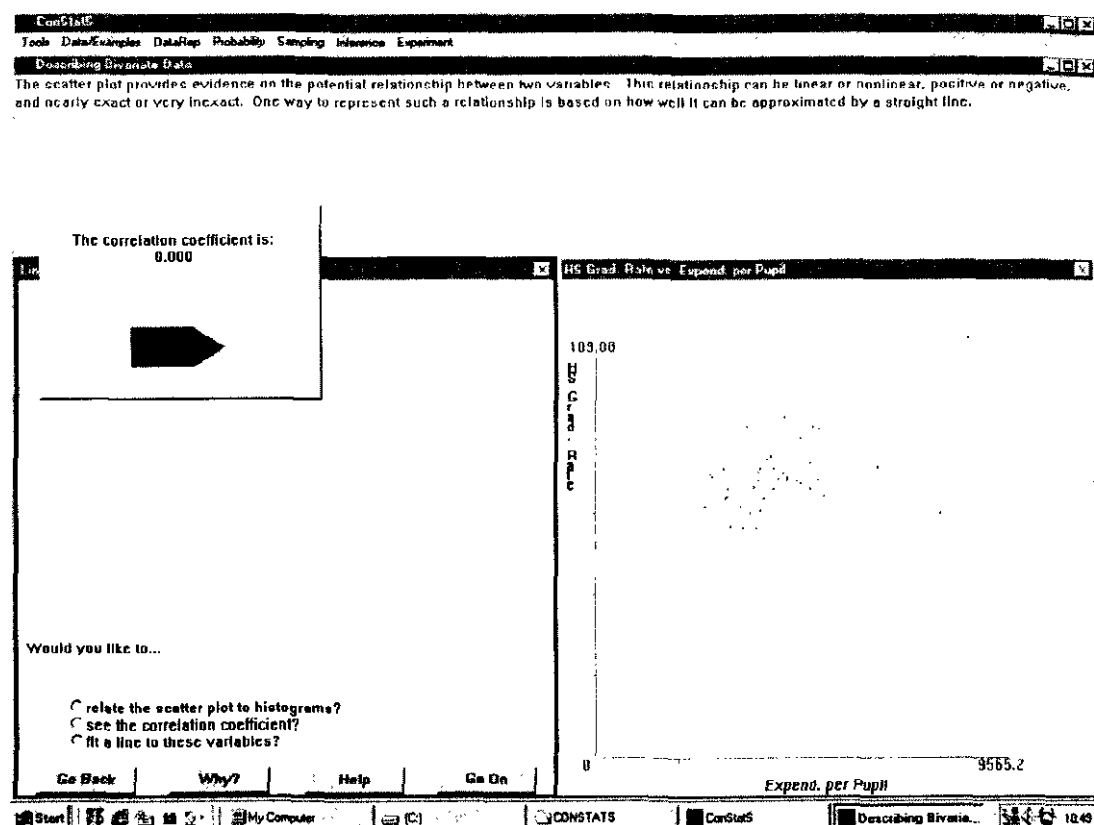 ConStatS
Tools Data/Examples DataRep Probability Sampling Inference Experiment
Describing Bivariate Data
The scatter plot provides evidence on the potential relationship between two variables. This relationship can be linear or nonlinear, positive or negative,
and nearly exact or very inexact. One way to represent such a relationship is based on how well it can be approximated by a straight line.
The correlation coefficient is:
0.000
Lin
HS Grad. Rate vs. Expend. per Pupil
103.00
HS Grad. Rate
Would you like to...
relate the scatter plot to histograms?
see the correlation coefficient?
fit a line to these variables?
Go Back Why? Help Go On
0
9565.2
Expend. per Pupil
Start My Computer (C:) CONSTATS ConStatS Describing Bivaria... 10:49